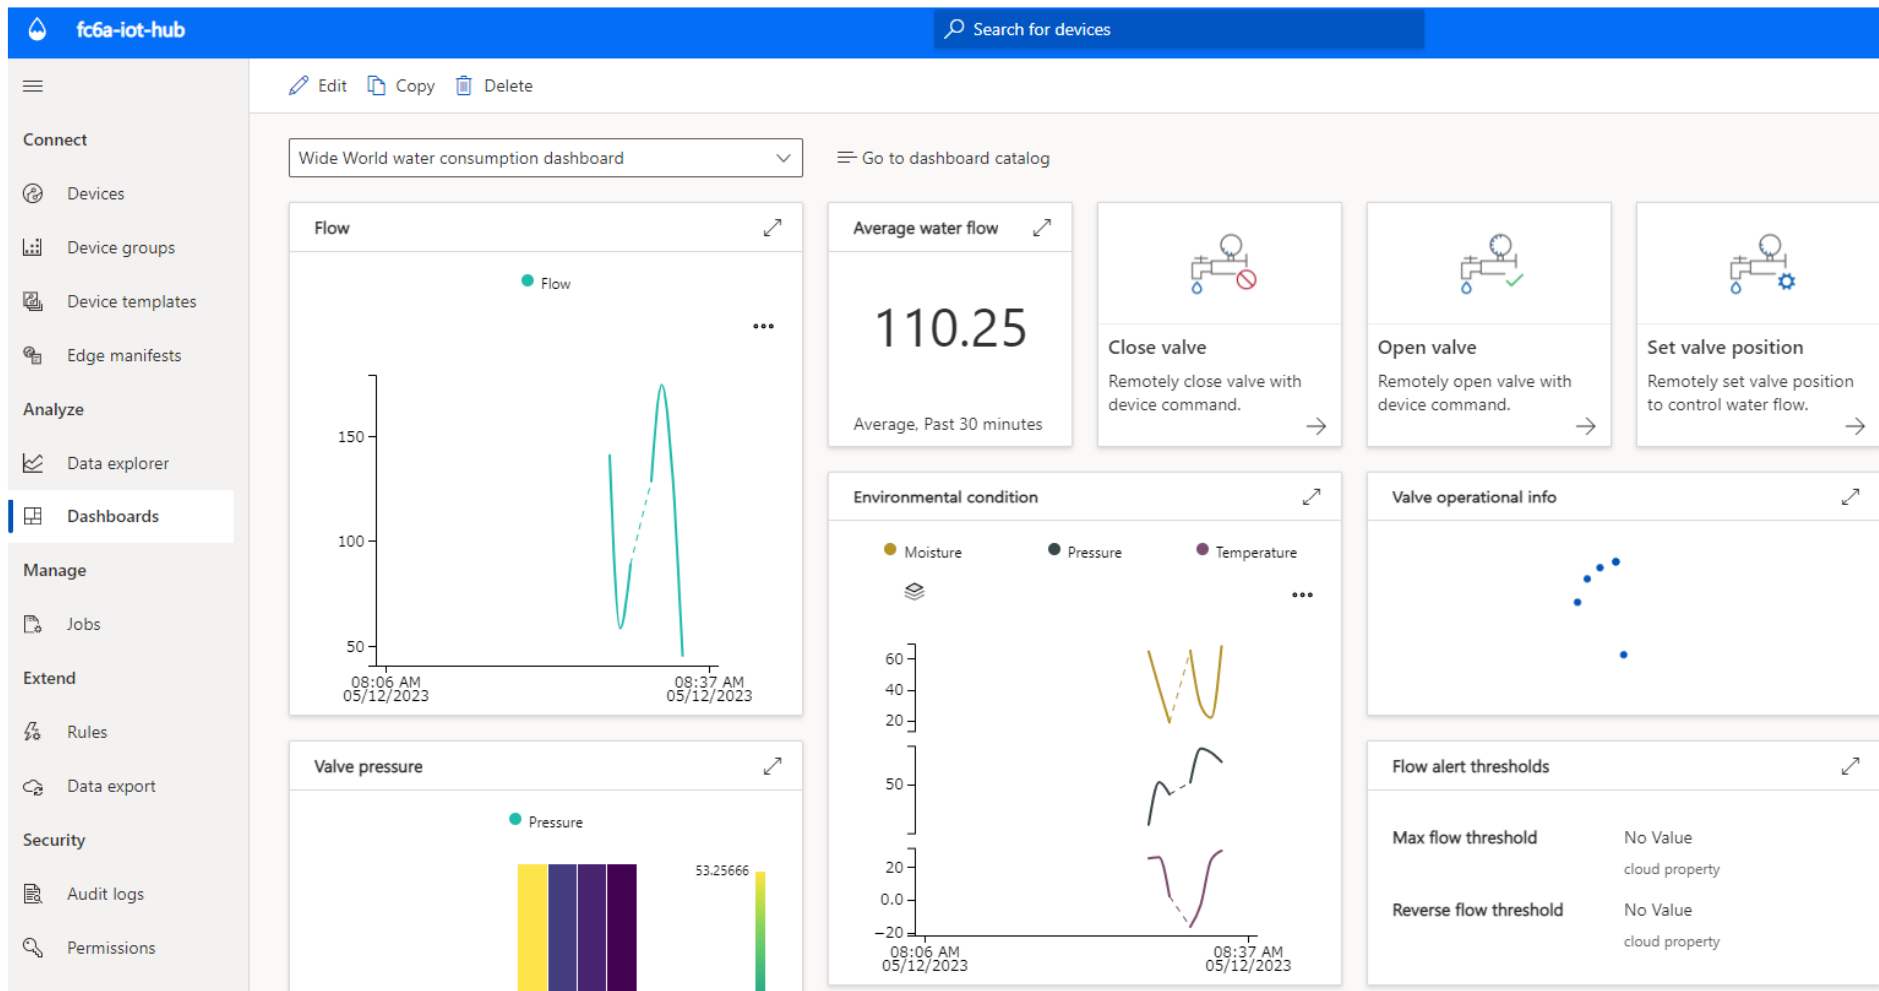 fc6a-iot-hub
Search for devices
Edit
Copy
Delete
Connect
Devices
Device groups
Device templates
Edge manifests
Analyze
Data explorer
Dashboards
Manage
Jobs
Extend
Rules
Data export
Security
Audit logs
Permissions
Wide World water consumption dashboard
Go to dashboard catalog
Flow
Flow
150
100
50
08:06 AM
05/12/2023
08:37 AM
05/12/2023
Average water flow
110.25
Average, Past 30 minutes
Close valve
Remotely close valve with
device command.
Open valve
Remotely open valve with
device command.
Set valve position
Remotely set valve position
to control water flow.
Environmental condition
Moisture
Pressure
Temperature
60
40
20
50
20
0.0
−20
08:06 AM
05/12/2023
08:37 AM
05/12/2023
Valve operational info
Valve pressure
Pressure
53.25666
Flow alert thresholds
Max flow threshold
No Value
cloud property
Reverse flow threshold
No Value
cloud property